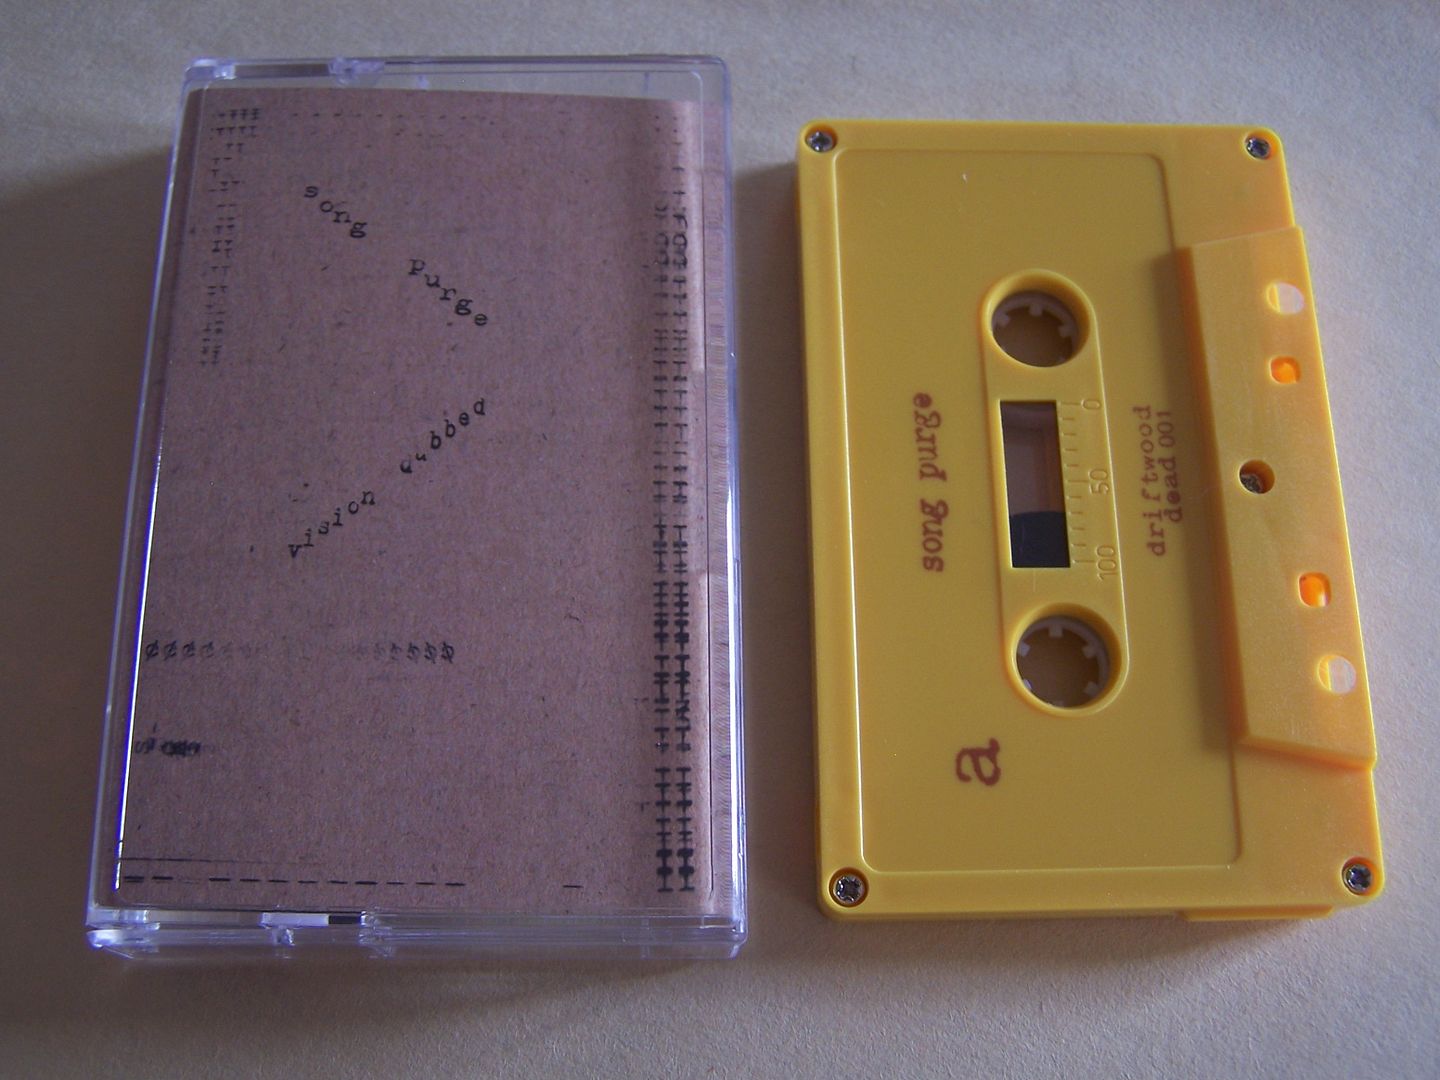 song purge
vision dubbed
song purge
a
0
50
100
driftwood
dead 001